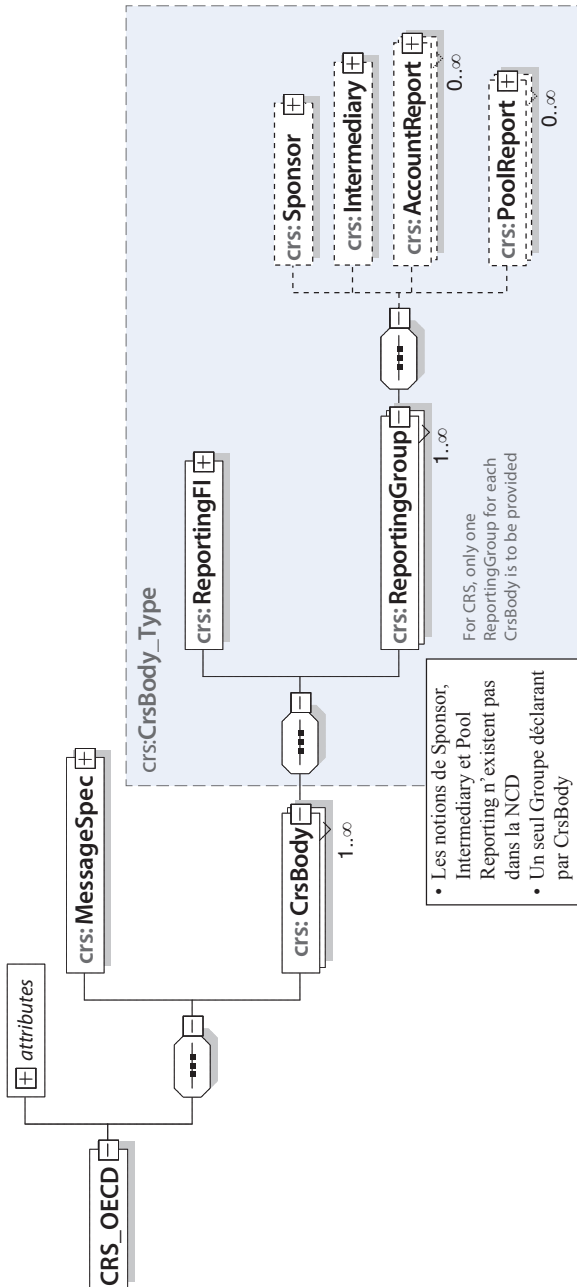 CRS_OECD
attributes
crs:MessageSpec
crs:CrsBody
1..∞
crs:CrsBody_Type
crs:ReportingFI
crs:ReportingGroup
1..∞
For CRS, only one
ReportingGroup for each
CrsBody is to be provided
crs:Sponsor
crs:Intermediary
crs:AccountReport
0..∞
crs:PoolReport
0..∞
• Les notions de Sponsor,
Intermediary et Pool
Reporting n'existent pas
dans la NCD
• Un seul Groupe déclarant
par CrsBody